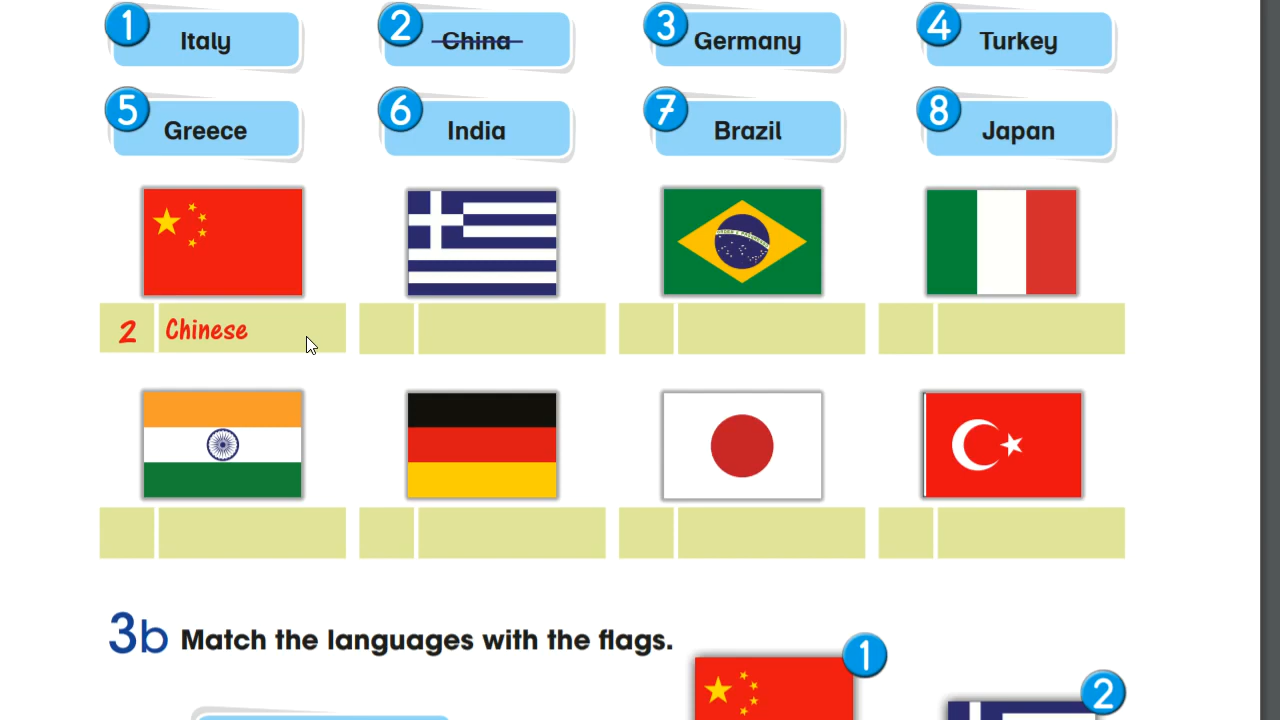 1 Italy
2 China
3 Germany
4 Turkey
5 Greece
6 India
7 Brazil
8 Japan
2 Chinese
3b Match the languages with the flags.
1
2